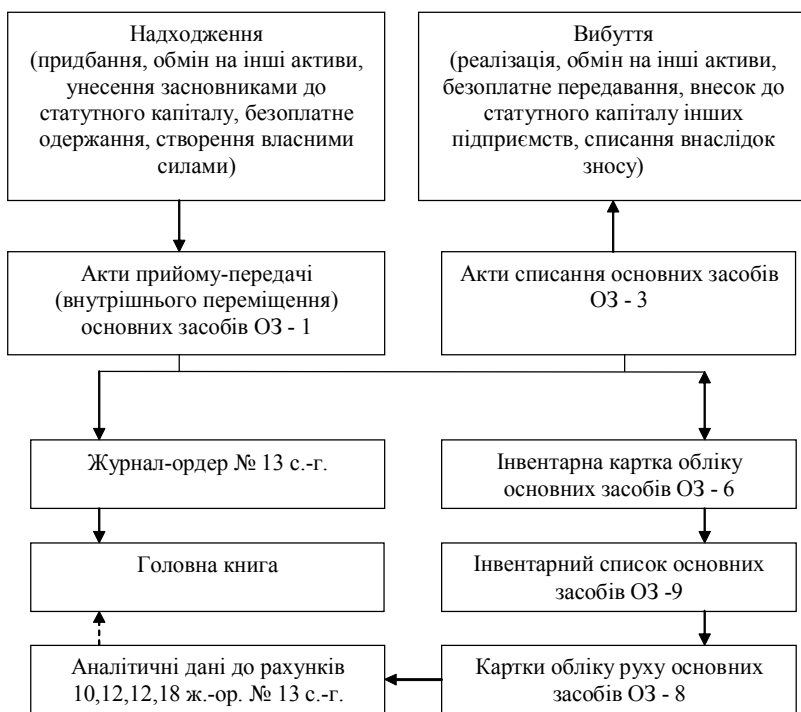 Надходження
(придбання, обмін на інші активи,
унесення засновниками до
статутного капіталу, безоплатне
одержання, створення власними
силами)
Вибуття
(реалізація, обмін на інші активи,
безоплатне передавання, внесок до
статутного капіталу інших
підприємств, списання внаслідок
зносу)
Акти прийому-передачі
(внутрішнього переміщення)
основних засобів ОЗ - 1
Акти списання основних засобів
ОЗ - 3
Журнал-ордер № 13 с.-г.
Інвентарна картка обліку
основних засобів ОЗ - 6
Головна книга
Інвентарний список основних
засобів ОЗ -9
Аналітичні дані до рахунків
10,12,12,18 ж.-ор. № 13 с.-г.
Картки обліку руху основних
засобів ОЗ - 8